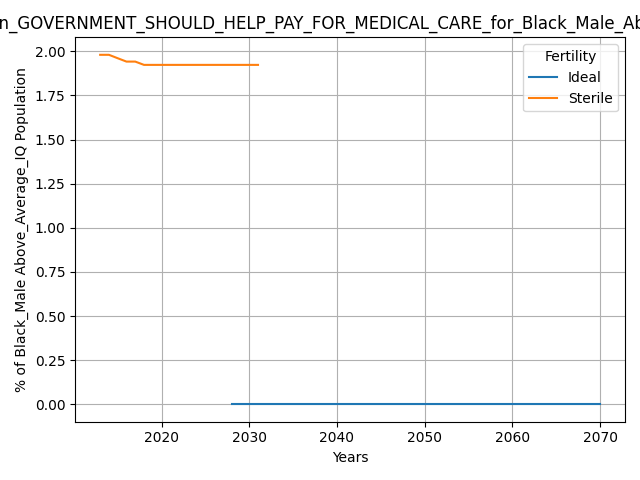 n_GOVERNMENT_SHOULD_HELP_PAY_FOR_MEDICAL_CARE_for_Black_Male_Ab
% of Black_Male Above_Average_IQ Population
2.00
1.75
1.50
1.25
1.00
0.75
0.50
0.25
0.00
Fertility
Ideal
Sterile
2020 2030 2040 2050 2060 2070
Years